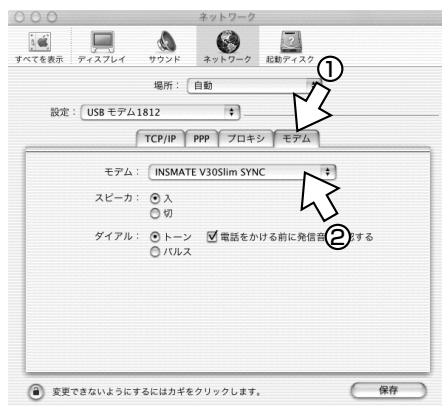 ネットワーク
すべてを表示 ディスプレイ サウンド ネットワーク 起動ディスク
①
場所： 自動
設定： USB モデム1812
TCP/IP PPP プロキシ モデム
モデム： INSMATE V30Slim SYNC
スピーカ： 入
切
②
ダイアル： トーン 電話をかける前に発信音 する
パルス
変更できないようにするにはカギをクリックします。 保存